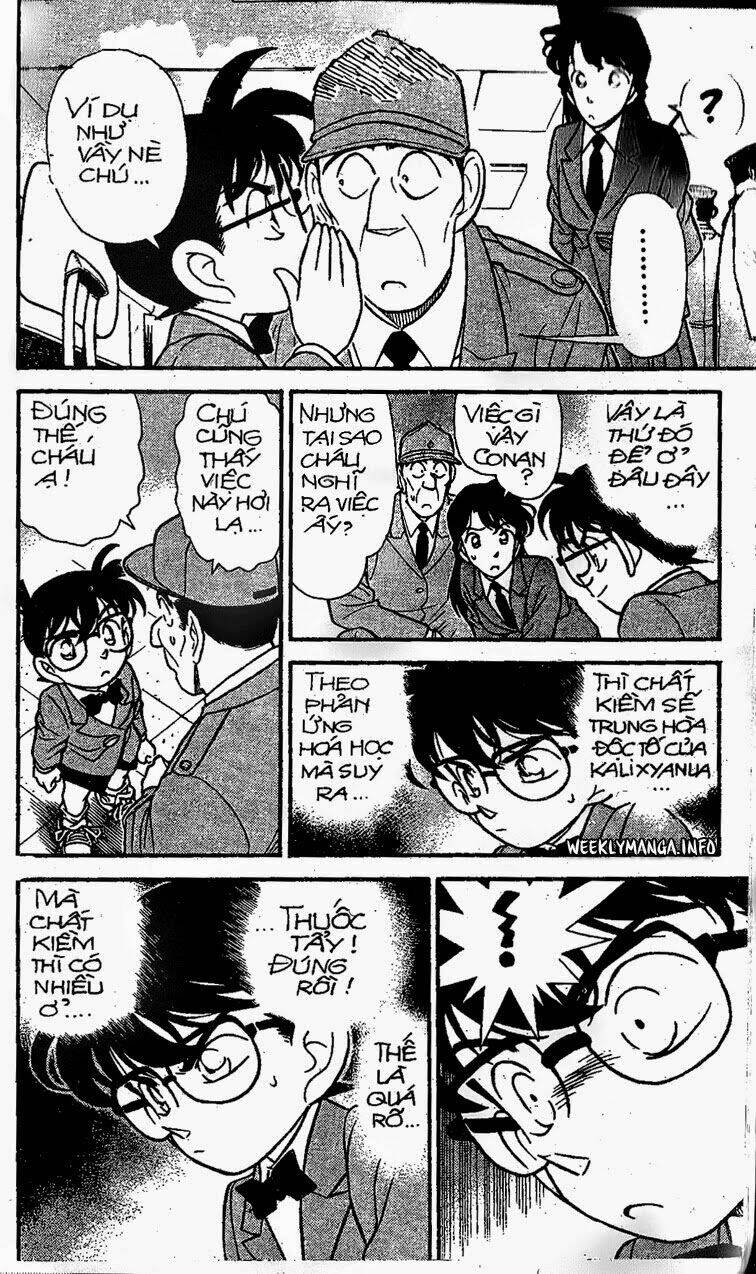 VÍ DỤ
NHƯ
VẦY NÈ
CHÚ...
?
........
ĐÚNG
THẾ
CHÁU
Ạ!
CHÚ
CŨNG
THẤY
VIỆC
NÀY HƠI
LẠ...
NHƯNG
TẠI SAO
CHÁU
NGHĨ
RA VIỆC
ẤY?
VIỆC GÌ
VẬY
CONAN
?
VẬY LÀ
THỨ ĐÓ
ĐỂ Ở
ĐÂU ĐÂY
...
THEO
PHẢN
ỨNG
HOÁ HỌC
MÀ SUY
RA...
THÌ CHẤT
KIỀM SẼ
TRUNG HÒA
ĐỘC TỐ CỦA
KALIXYANUA
...
WEEKLYMANGA.INFO
MÀ
CHẤT
KIỀM
THÌ CÓ
NHIỀU
Ở....
...THUỐC
TẨY!
ĐÚNG
RỒI!
THẾ
LÀ
QUÁ
RÕ...
...!